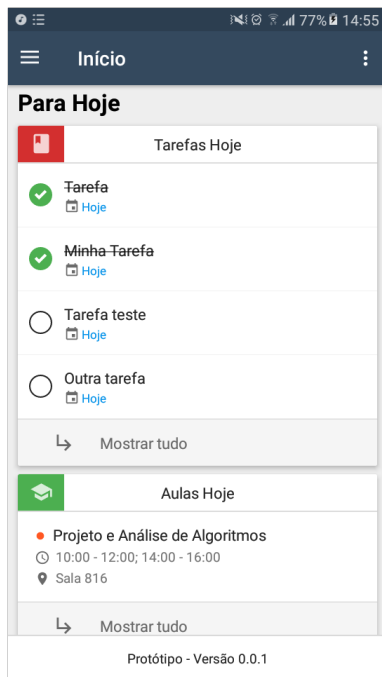 77% 14:55
Início
Para Hoje
Tarefas Hoje
Tarefa
Hoje
Minha Tarefa
Hoje
Tarefa teste
Hoje
Outra tarefa
Hoje
Mostrar tudo
Aulas Hoje
Projeto e Análise de Algoritmos
10:00 - 12:00; 14:00 - 16:00
Sala 816
Mostrar tudo
Protótipo - Versão 0.0.1